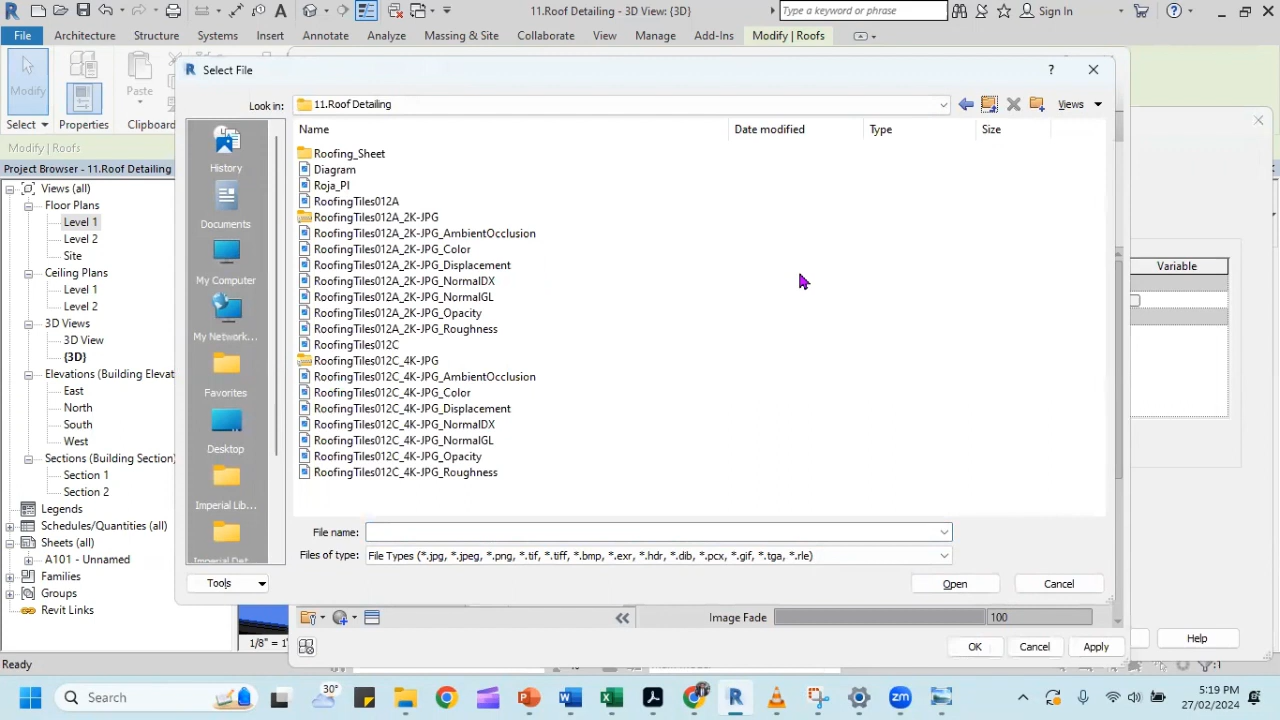 11.Roof Detailing - 3D View: {3D}
Type a keyword or phrase
Sign In
File
Architecture
Structure
Systems
Insert
Annotate
Analyze
Massing & Site
Collaborate
View
Manage
Add-Ins
Modify | Roofs
Modify
Paste
Select
Properties
Clipboard
Modify | Roofs
Project Browser - 11.Roof Detailing
Views (all)
Floor Plans
Level 1
Level 2
Site
Ceiling Plans
Level 1
Level 2
3D Views
3D View
{3D}
Elevations (Building Elevat
East
North
South
West
Sections (Building Section)
Section 1
Section 2
Legends
Schedules/Quantities (all)
Sheets (all)
A101 - Unnamed
Families
Groups
Revit Links
Select File
Look in:
11.Roof Detailing
Views
History
Documents
My Computer
My Network...
Favorites
Desktop
Imperial Lib...
Imperial Det
Name Date modified Type Size
Roofing_Sheet
Diagram
Roja_PI
RoofingTiles012A
RoofingTiles012A_2K-JPG
RoofingTiles012A_2K-JPG_AmbientOcclusion
RoofingTiles012A_2K-JPG_Color
RoofingTiles012A_2K-JPG_Displacement
RoofingTiles012A_2K-JPG_NormalDX
RoofingTiles012A_2K-JPG_NormalGL
RoofingTiles012A_2K-JPG_Opacity
RoofingTiles012A_2K-JPG_Roughness
RoofingTiles012C
RoofingTiles012C_4K-JPG
RoofingTiles012C_4K-JPG_AmbientOcclusion
RoofingTiles012C_4K-JPG_Color
RoofingTiles012C_4K-JPG_Displacement
RoofingTiles012C_4K-JPG_NormalDX
RoofingTiles012C_4K-JPG_NormalGL
RoofingTiles012C_4K-JPG_Opacity
RoofingTiles012C_4K-JPG_Roughness
File name:
Files of type: File Types (*.jpg, *.jpeg, *.png, *.tif, *.tiff, *.bmp, *.exr, *.hdr, *.dib, *.pcx, *.gif, *.tga, *.rle)
Tools
Open
Cancel
Variable
Image Fade
100
OK
Cancel
Apply
Help
1/8" = 1'
Ready
Search
30°
5:19 PM
27/02/2024